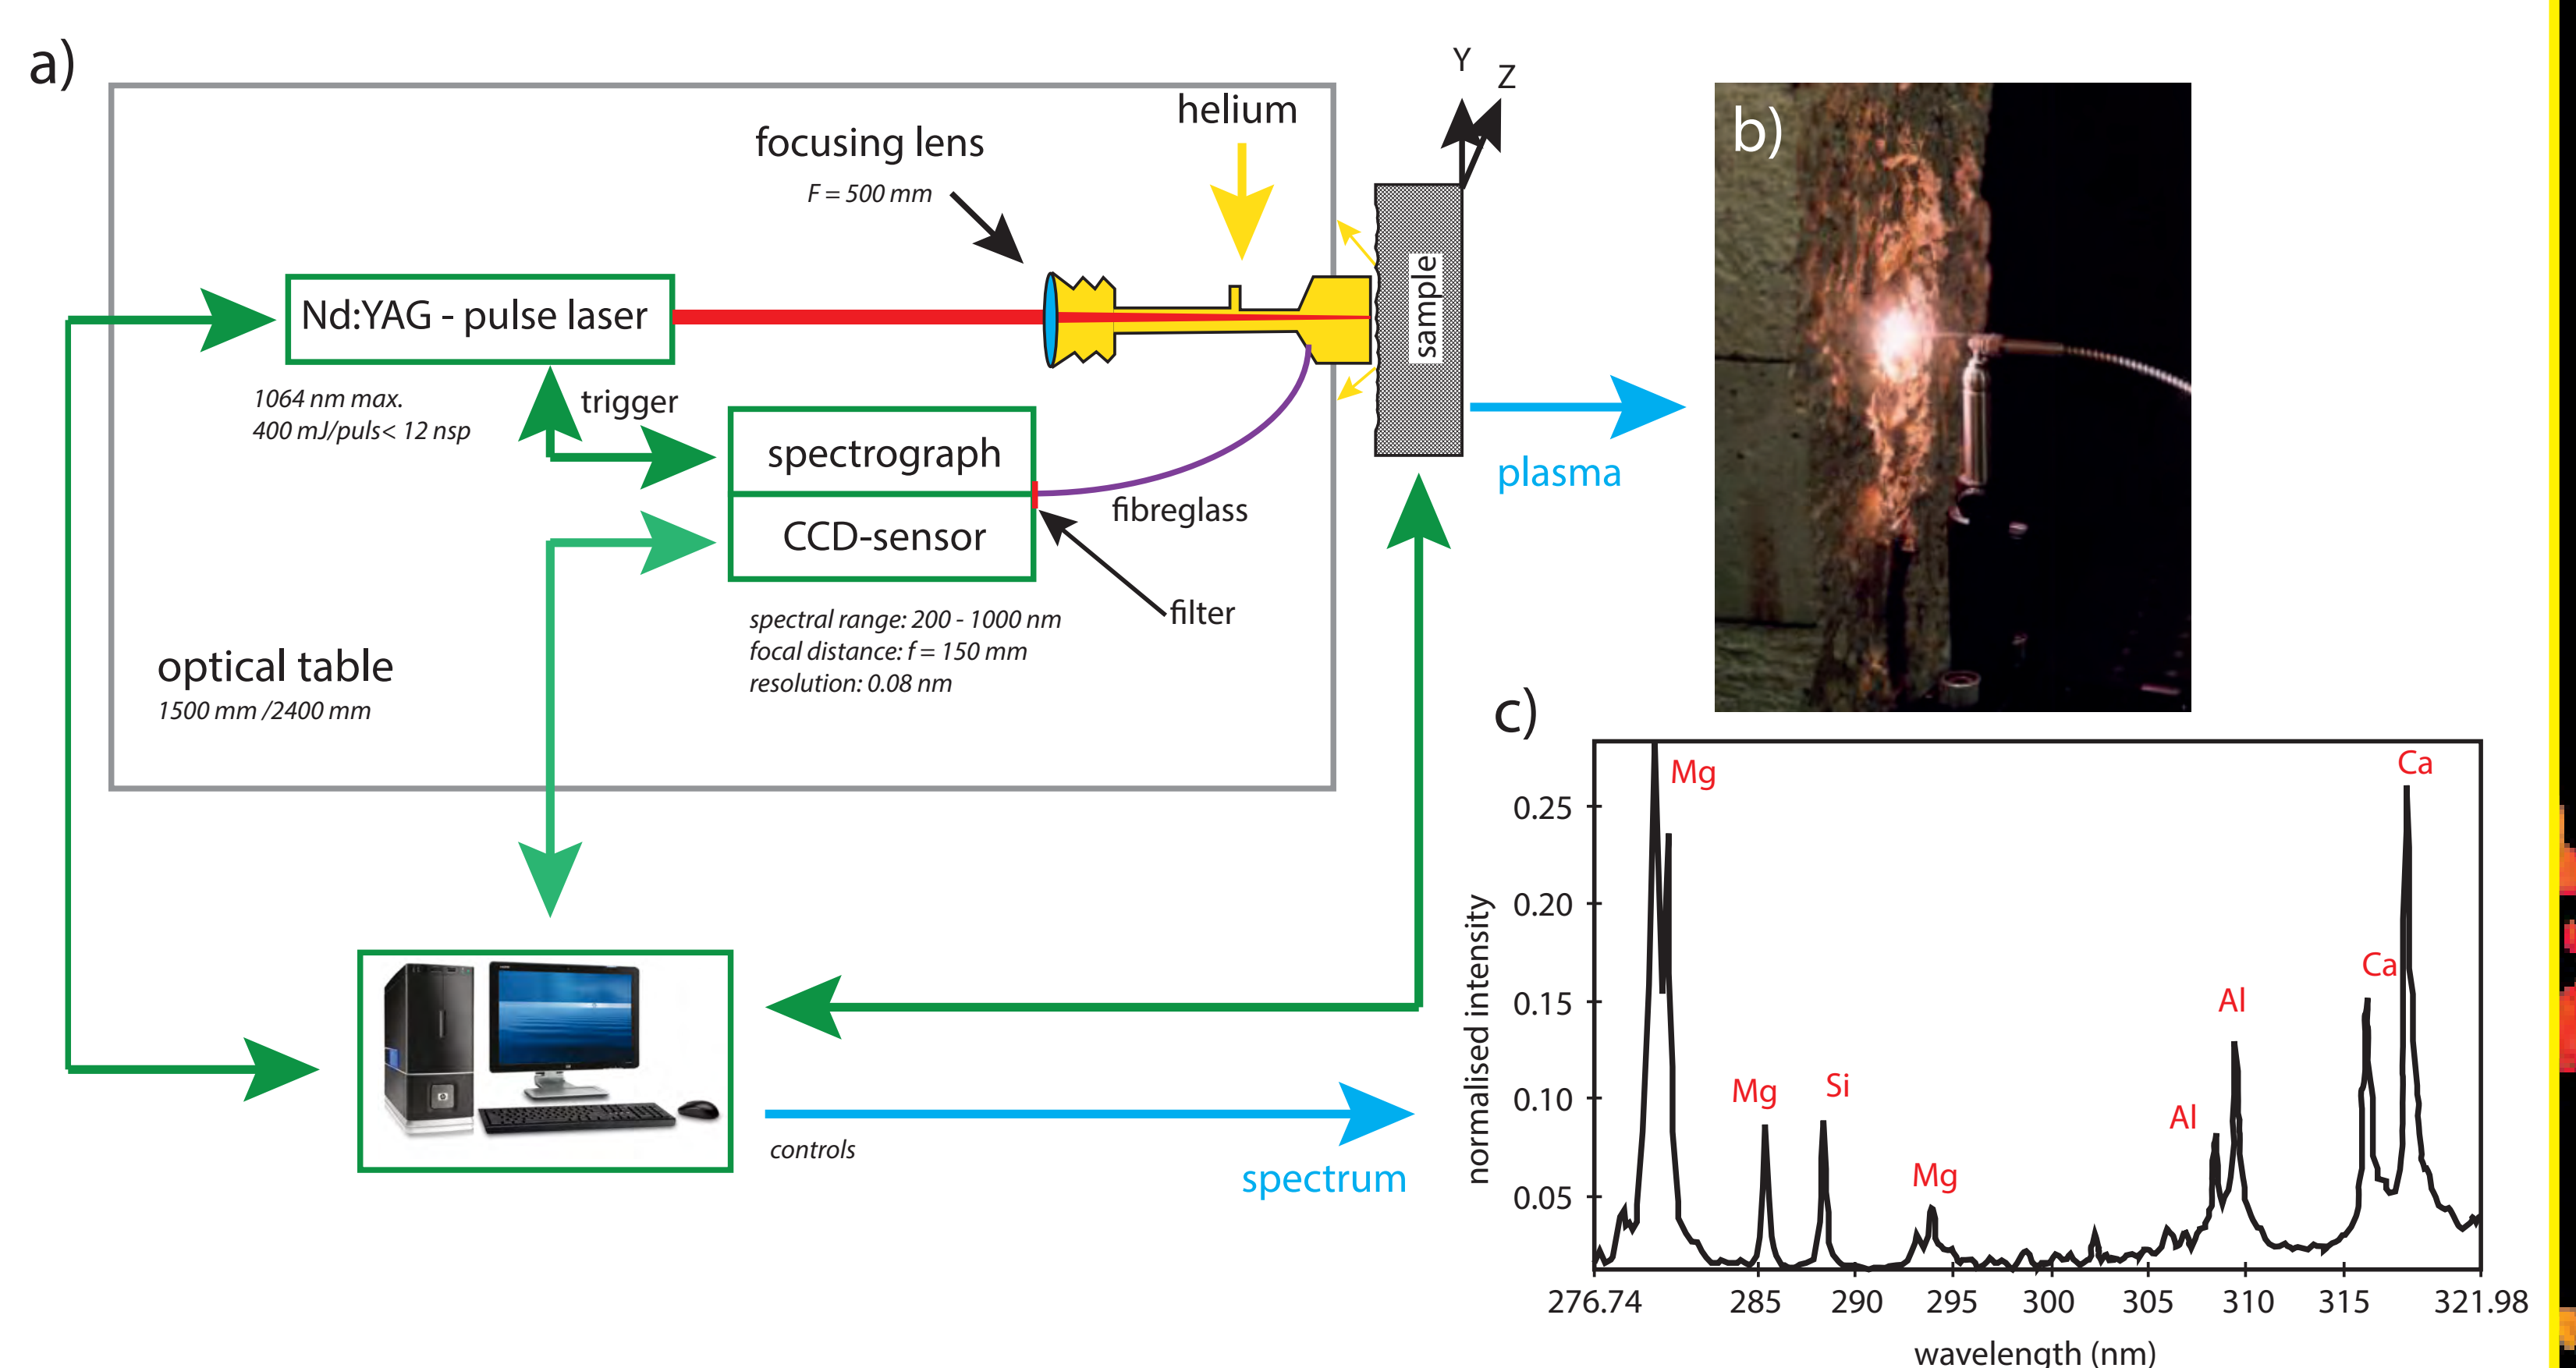 a)
Y
Z
helium
focusing lens
F = 500 mm
b)
sample
Nd:YAG - pulse laser
1064 nm max.
400 mJ/puls< 12 nsp
trigger
spectrograph
CCD-sensor
fibreglass
filter
plasma
spectral range: 200 - 1000 nm
focal distance: f = 150 mm
resolution: 0.08 nm
optical table
1500 mm /2400 mm
controls
spectrum
c)
Mg
Ca
0.25
0.20
0.15
0.10
0.05
normalised intensity
Ca
Al
Mg
Si
Al
Mg
276.74 285 290 295 300 305 310 315 321.98
wavelength (nm)